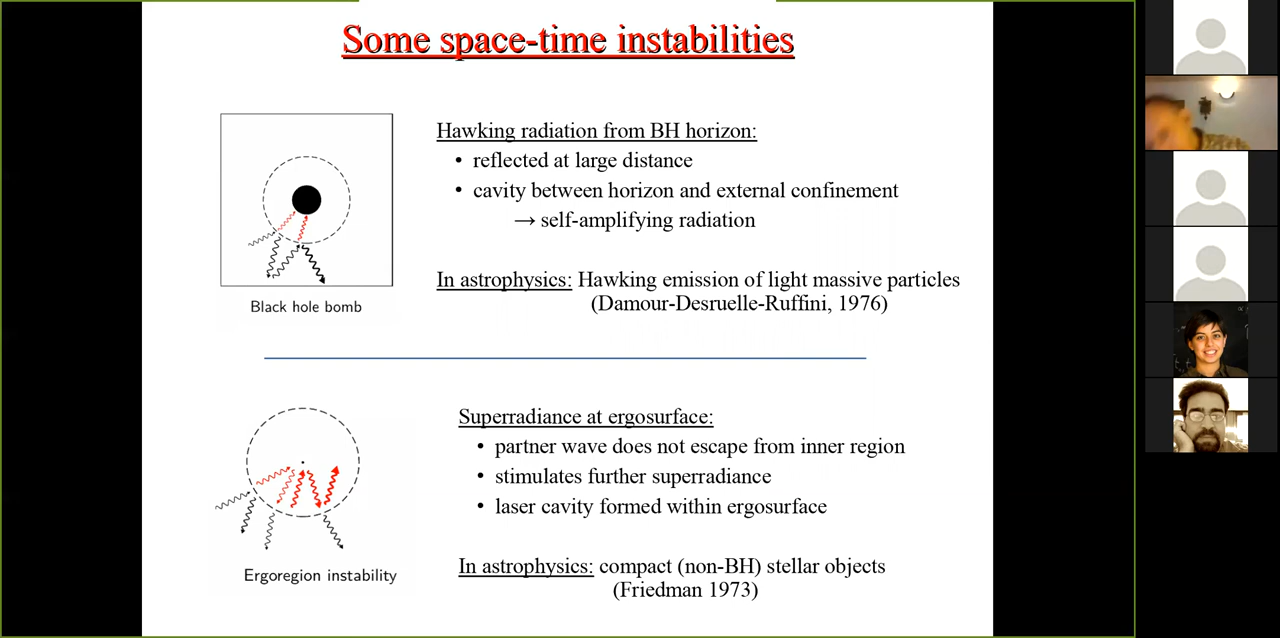 Some space-time instabilities
Hawking radiation from BH horizon:
• reflected at large distance
• cavity between horizon and external confinement
→ self-amplifying radiation
In astrophysics: Hawking emission of light massive particles
(Damour-Desruelle-Ruffini, 1976)
Black hole bomb
Superradiance at ergosurface:
• partner wave does not escape from inner region
• stimulates further superradiance
• laser cavity formed within ergosurface
In astrophysics: compact (non-BH) stellar objects
(Friedman 1973)
Ergoregion instability